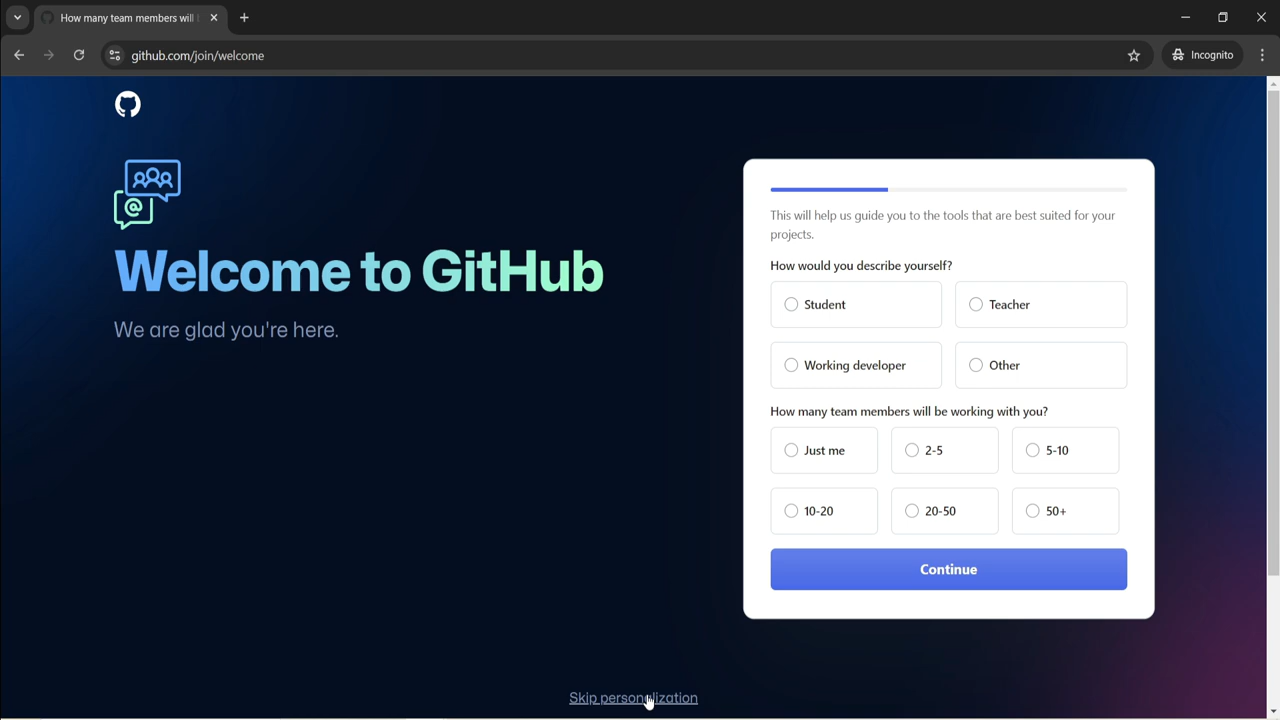 How many team members will
github.com/join/welcome
Incognito
@
Welcome to GitHub
We are glad you're here.
This will help us guide you to the tools that are best suited for your
projects.
How would you describe yourself?
Student
Teacher
Working developer
Other
How many team members will be working with you?
Just me
2-5
5-10
10-20
20-50
50+
Continue
Skip personalization